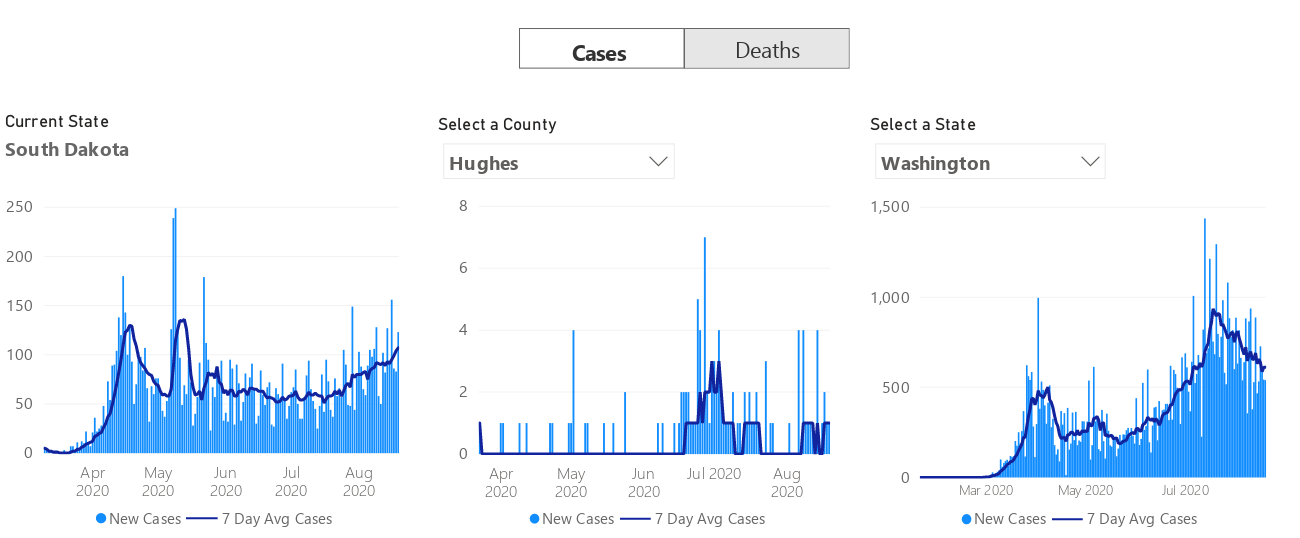 Cases Deaths
Current State
South Dakota
Select a County
Hughes
Select a State
Washington
250
200
150
100
50
0
Apr 2020
May 2020
Jun 2020
Jul 2020
Aug 2020
New Cases 7 Day Avg Cases
8
6
4
2
0
Apr 2020
May 2020
Jun 2020
Jul 2020
Aug 2020
New Cases 7 Day Avg Cases
1,500
1,000
500
0
Mar 2020 May 2020 Jul 2020
New Cases 7 Day Avg Cases